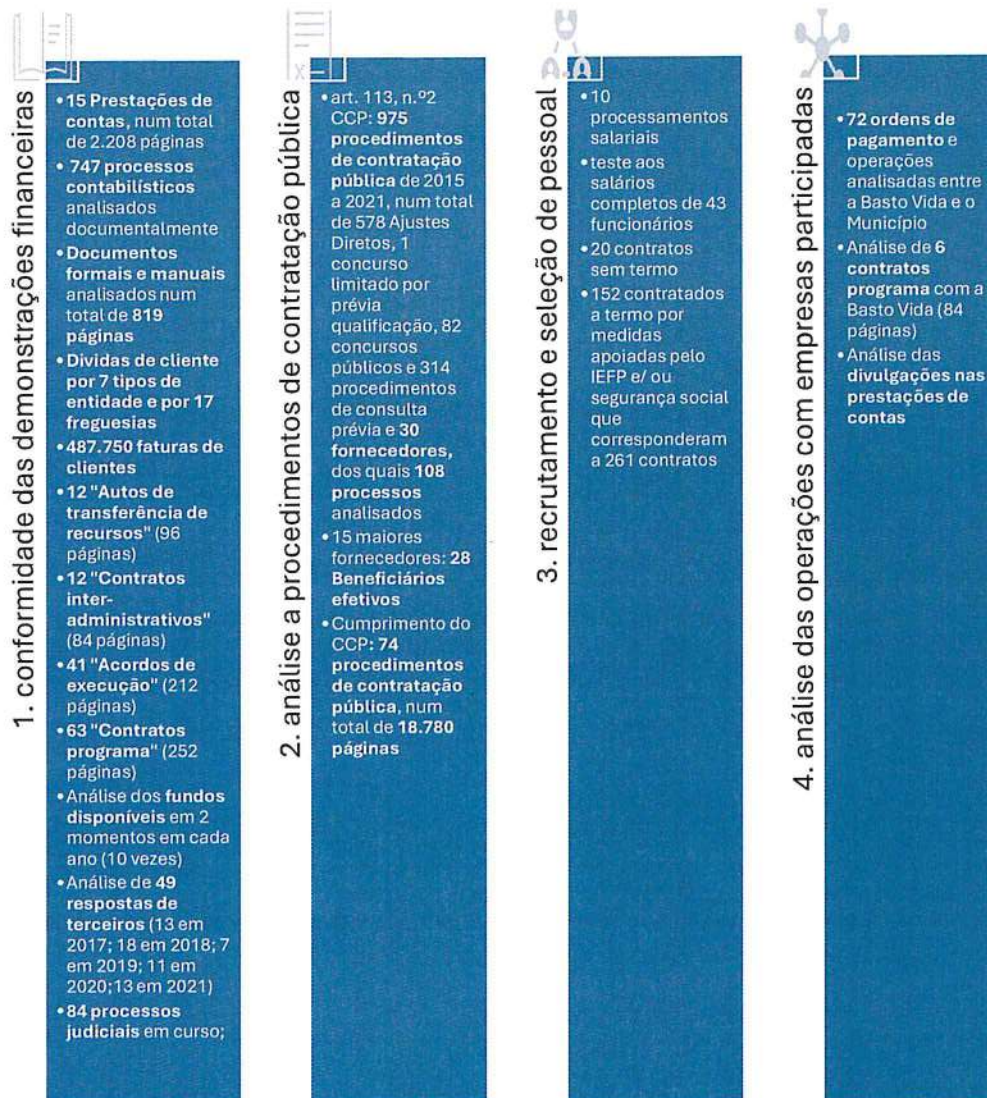 1. conformidade das demonstrações financeiras
•15 Prestações de
contas, num total
de 2.208 páginas
• 747 processos
contabilísticos
analisados
documentalmente
•Documentos
formais e manuais
analisados num
total de 819
páginas
•Dividas de cliente
por 7 tipos de
entidade e por 17
freguesias
•487.750 faturas de
clientes
•12 "Autos de
transferência de
recursos" (96
páginas)
•12 "Contratos
inter-
administrativos"
(84 páginas)
•41 "Acordos de
execução" (212
páginas)
•63 "Contratos
programa" (252
páginas)
•Análise dos fundos
disponíveis em 2
momentos em cada
ano (10 vezes)
•Análise de 49
respostas de
terceiros (13 em
2017; 18 em 2018; 7
em 2019; 11 em
2020;13 em 2021)
•84 processos
judiciais em curso;
2. análise a procedimentos de contratação pública
•art. 113, n.º2
CCP: 975
procedimentos
de contratação
pública de 2015
a 2021, num total
de 578 Ajustes
Diretos, 1
concurso
limitado por
prévia
qualificação, 82
concursos
públicos e 314
procedimentos
de consulta
prévia e 30
fornecedores,
dos quais 108
processos
analisados
•15 maiores
fornecedores: 28
Beneficiários
efetivos
•Cumprimento do
CCP: 74
procedimentos
de contratação
pública, num
total de 18.780
páginas
3. recrutamento e seleção de pessoal
•10
processamentos
salariais
•teste aos
salários
completos de 43
funcionários
•20 contratos
sem termo
•152 contratados
a termo por
medidas
apoiadas pelo
IEFP e/ ou
segurança social
que
corresponderam
a 261 contratos
4. análise das operações com empresas participadas
•72 ordens de
pagamento e
operações
analisadas entre
a Basto Vida e o
Município
•Análise de 6
contratos
programa com a
Basto Vida (84
páginas)
•Análise das
divulgações nas
prestações de
contas